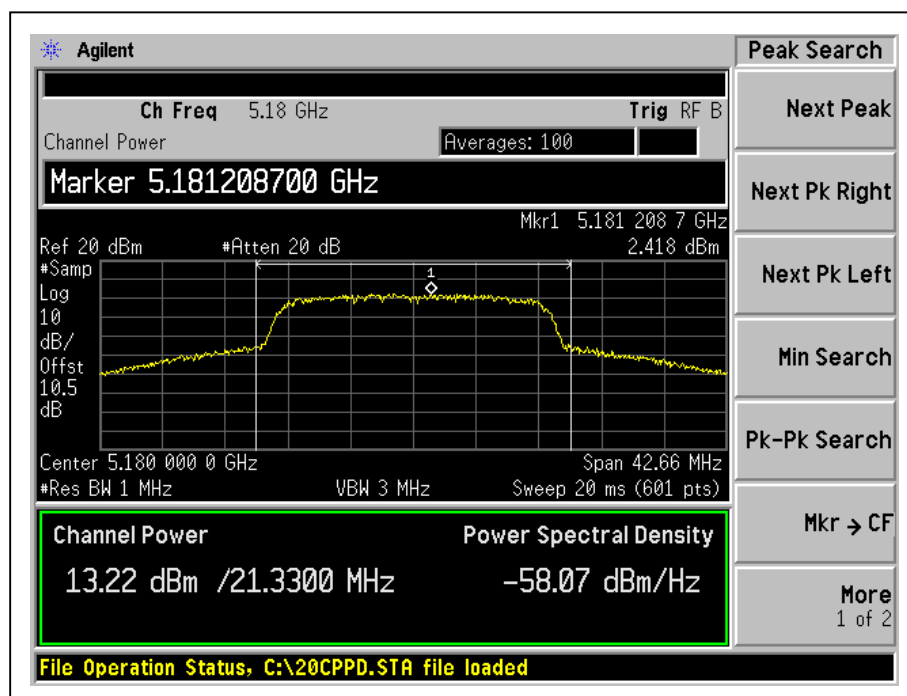 Agilent
Peak Search
Ch Freq 5.18 GHz Trig RF B
Channel Power Averages: 100
Marker 5.181208700 GHz
Mkr1 5.181 208 7 GHz
Ref 20 dBm #Atten 20 dB 2.418 dBm
#Samp
Log
10
dB/
Offst
10.5
dB
1
Center 5.180 000 0 GHz Span 42.66 MHz
#Res BW 1 MHz VBW 3 MHz Sweep 20 ms (601 pts)
Channel Power Power Spectral Density
13.22 dBm /21.3300 MHz -58.07 dBm/Hz
File Operation Status, C:\20CPPD.STA file loaded
Next Peak
Next Pk Right
Next Pk Left
Min Search
Pk-Pk Search
Mkr → CF
More
1 of 2